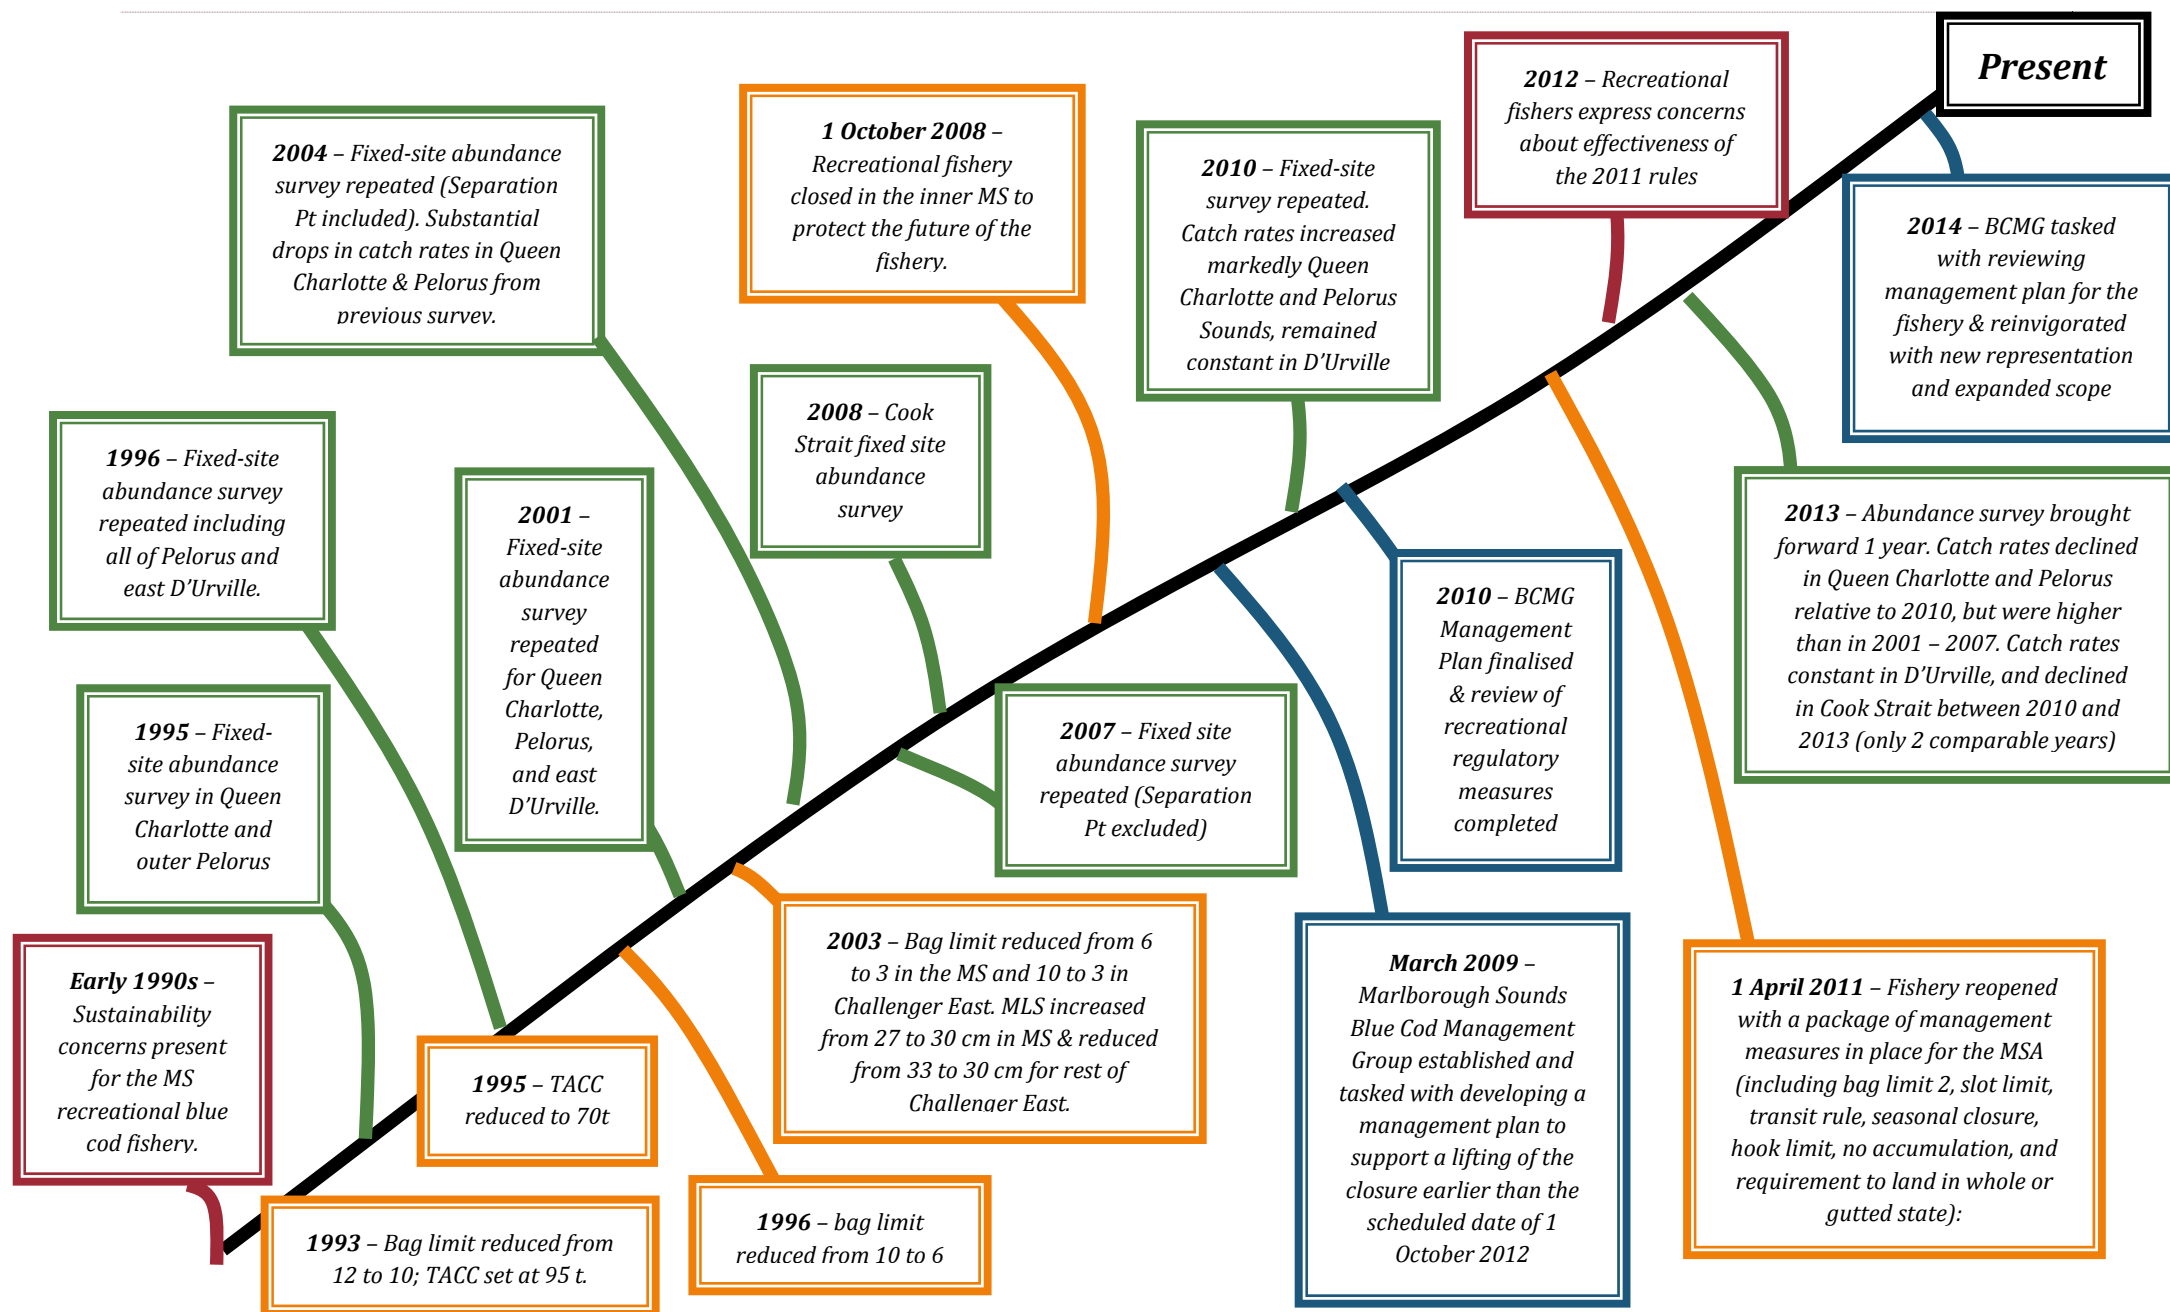 Present
2012 – Recreational
fishers express concerns
about effectiveness of
the 2011 rules
1 October 2008 –
Recreational fishery
closed in the inner MS to
protect the future of the
fishery.
2004 – Fixed-site abundance
survey repeated (Separation
Pt included). Substantial
drops in catch rates in Queen
Charlotte & Pelorus from
previous survey.
2010 – Fixed-site
survey repeated.
Catch rates increased
markedly Queen
Charlotte and Pelorus
Sounds, remained
constant in D'Urville
2014 – BCMG tasked
with reviewing
management plan for the
fishery & reinvigorated
with new representation
and expanded scope
2008 – Cook
Strait fixed site
abundance
survey
1996 – Fixed-site
abundance survey
repeated including
all of Pelorus and
east D'Urville.
2001 –
Fixed-site
abundance
survey
repeated
for Queen
Charlotte,
Pelorus,
and east
D'Urville.
2013 – Abundance survey brought
forward 1 year. Catch rates declined
in Queen Charlotte and Pelorus
relative to 2010, but were higher
than in 2001 – 2007. Catch rates
constant in D'Urville, and declined
in Cook Strait between 2010 and
2013 (only 2 comparable years)
2010 – BCMG
Management
Plan finalised
& review of
recreational
regulatory
measures
completed
1995 – Fixed-
site abundance
survey in Queen
Charlotte and
outer Pelorus
2007 – Fixed site
abundance survey
repeated (Separation
Pt excluded)
2003 – Bag limit reduced from 6
to 3 in the MS and 10 to 3 in
Challenger East. MLS increased
from 27 to 30 cm in MS & reduced
from 33 to 30 cm for rest of
Challenger East.
March 2009 –
Marlborough Sounds
Blue Cod Management
Group established and
tasked with developing a
management plan to
support a lifting of the
closure earlier than the
scheduled date of 1
October 2012
1 April 2011 – Fishery reopened
with a package of management
measures in place for the MSA
(including bag limit 2, slot limit,
transit rule, seasonal closure,
hook limit, no accumulation, and
requirement to land in whole or
gutted state):
Early 1990s –
Sustainability
concerns present
for the MS
recreational blue
cod fishery.
1995 – TACC
reduced to 70t
1996 – bag limit
reduced from 10 to 6
1993 – Bag limit reduced from
12 to 10; TACC set at 95 t.